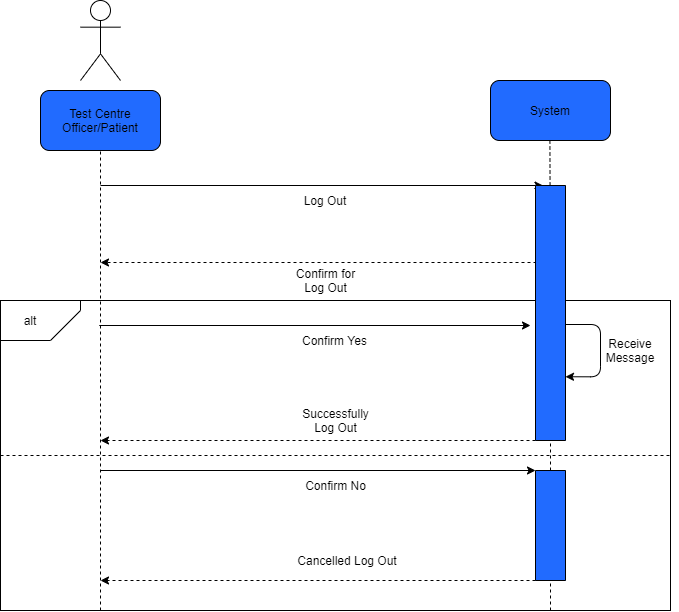 Test Centre
Officer/Patient
System
Log Out
Confirm for
Log Out
alt
Confirm Yes
Receive
Message
Successfully
Log Out
Confirm No
Cancelled Log Out